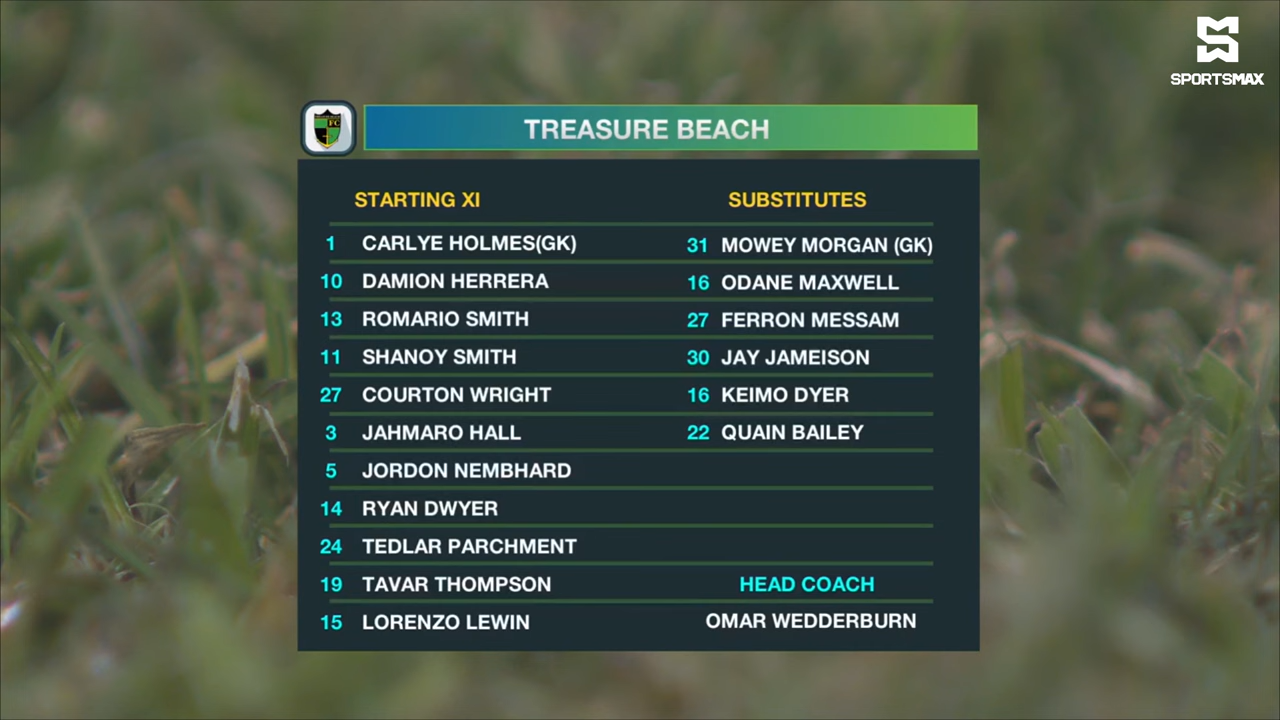 SPORTSMAX
FC
TREASURE BEACH
STARTING XI
1 CARLYE HOLMES(GK)
10 DAMION HERRERA
13 ROMARIO SMITH
11 SHANOY SMITH
27 COURTON WRIGHT
3 JAHMARO HALL
5 JORDON NEMBHARD
14 RYAN DWYER
24 TEDLAR PARCHMENT
19 TAVAR THOMPSON
15 LORENZO LEWIN
SUBSTITUTES
31 MOWEY MORGAN (GK)
16 ODANE MAXWELL
27 FERRON MESSAM
30 JAY JAMEISON
16 KEIMO DYER
22 QUAIN BAILEY
HEAD COACH
OMAR WEDDERBURN